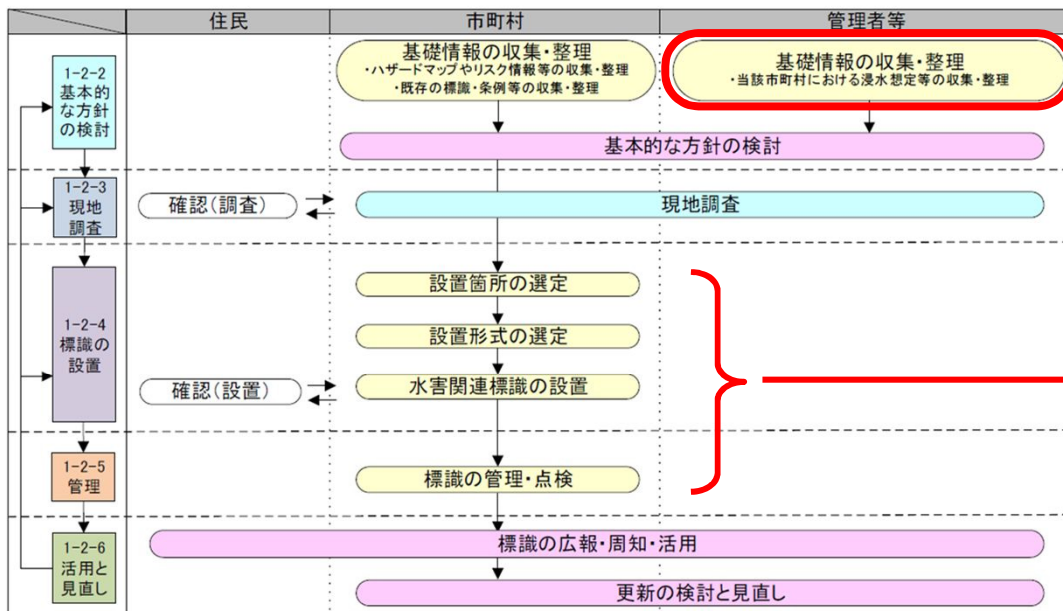 住民
市町村
管理者等
1-2-2
基本的
な方針
の検討
基礎情報の収集・整理
・ハザードマップやリスク情報等の収集・整理
・既存の標識・条例等の収集・整理
基礎情報の収集・整理
・当該市町村における浸水想定等の収集・整理
基本的な方針の検討
1-2-3
現地
調査
確認(調査)
現地調査
1-2-4
標識の
設置
設置箇所の選定
設置形式の選定
確認(設置)
水害関連標識の設置
1-2-5
管理
標識の管理・点検
1-2-6
活用と
見直し
標識の広報・周知・活用
更新の検討と見直し